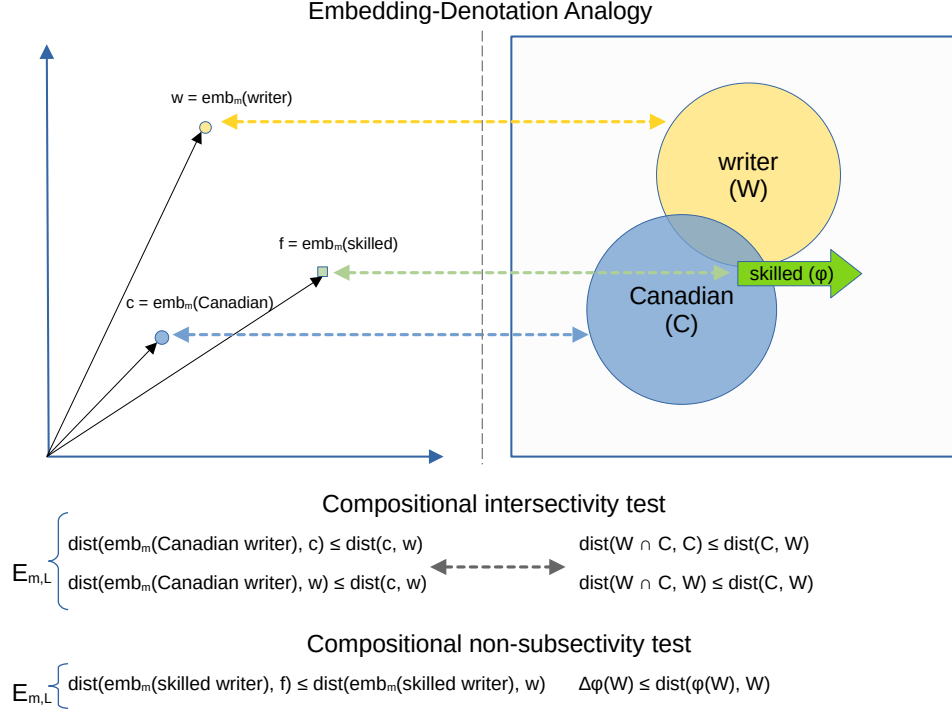 Embedding-Denotation Analogy
w = embₘ(writer)
f = embₘ(skilled)
c = embₘ(Canadian)
writer
(W)
skilled (φ)
Canadian
(C)
Compositional intersectivity test
E_{m,L}
dist(embₘ(Canadian writer), c) ≤ dist(c, w)
dist(W ∩ C, C) ≤ dist(C, W)
dist(embₘ(Canadian writer), w) ≤ dist(c, w)
dist(W ∩ C, W) ≤ dist(C, W)
Compositional non-subsectivity test
E_{m,L}
dist(embₘ(skilled writer), f) ≤ dist(embₘ(skilled writer), w)
Δφ(W) ≤ dist(φ(W), W)